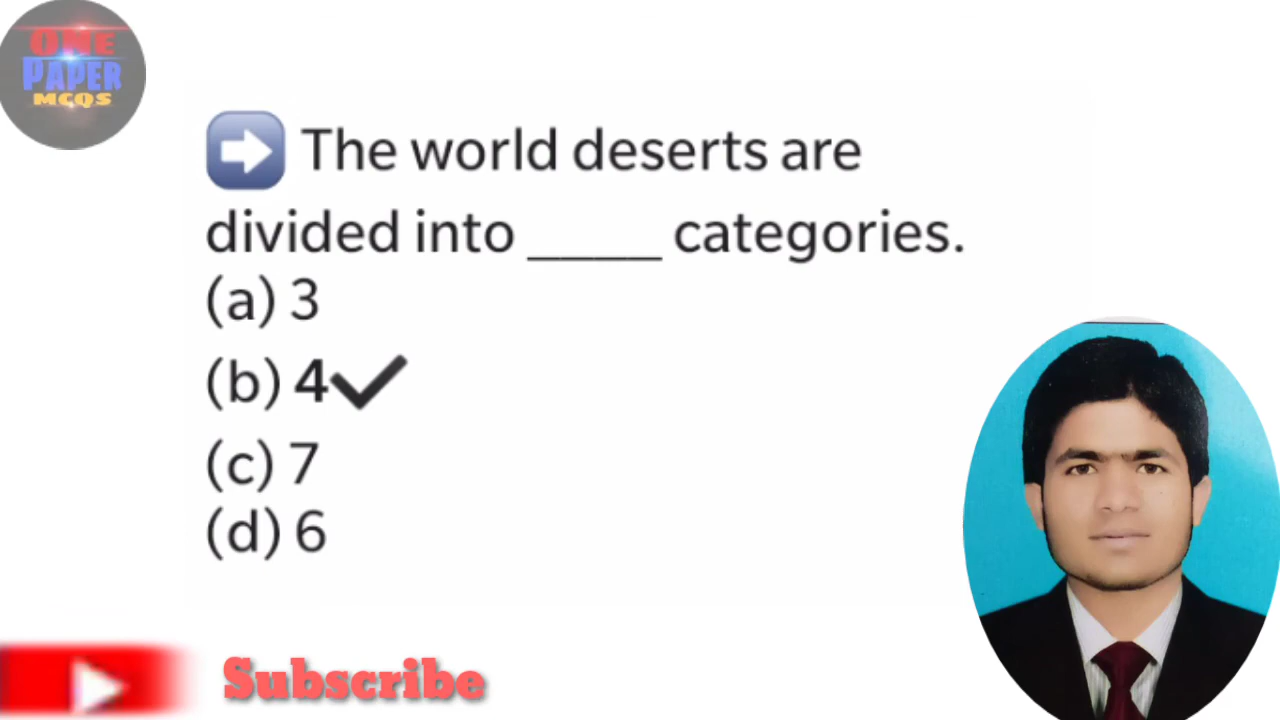 ONE
PAPER
MCQS
➡ The world deserts are
divided into _____ categories.
(a) 3
(b) 4✔
(c) 7
(d) 6
Subscribe